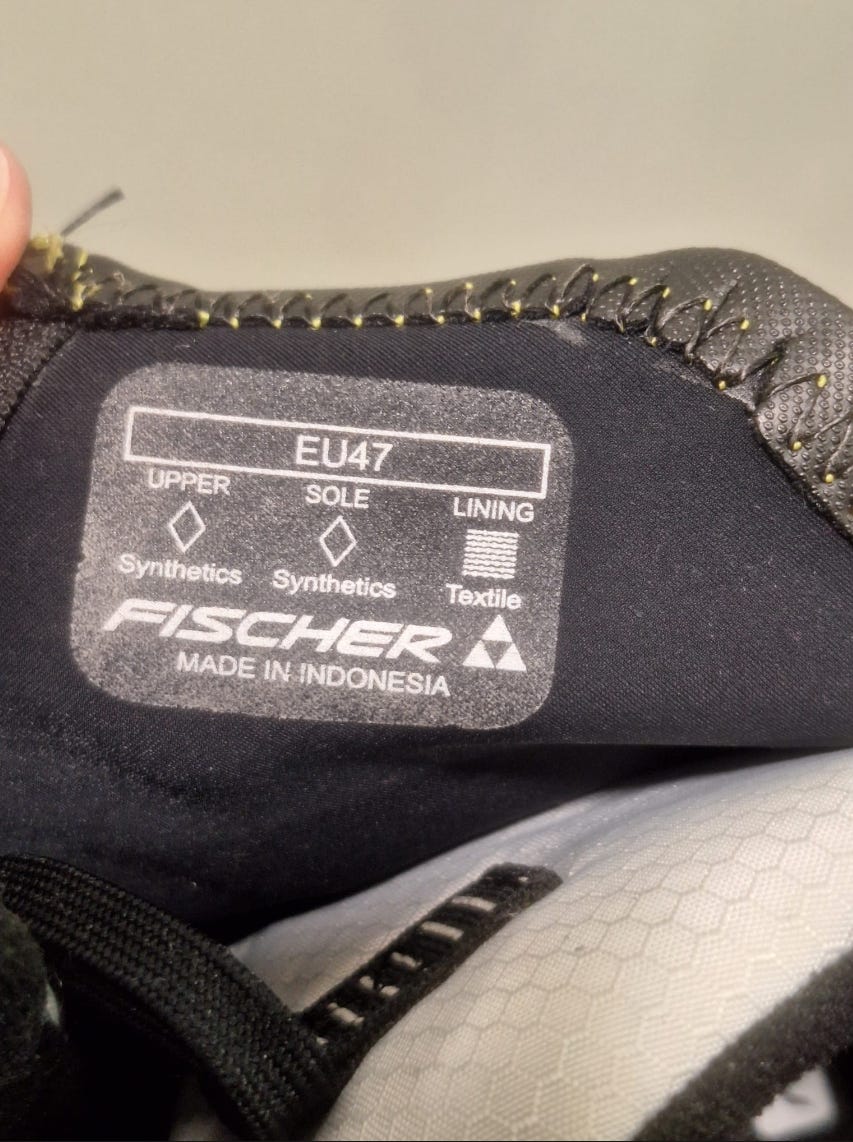 EU47
UPPER SOLE LINING
Synthetics Synthetics Textile
FISCHER
MADE IN INDONESIA